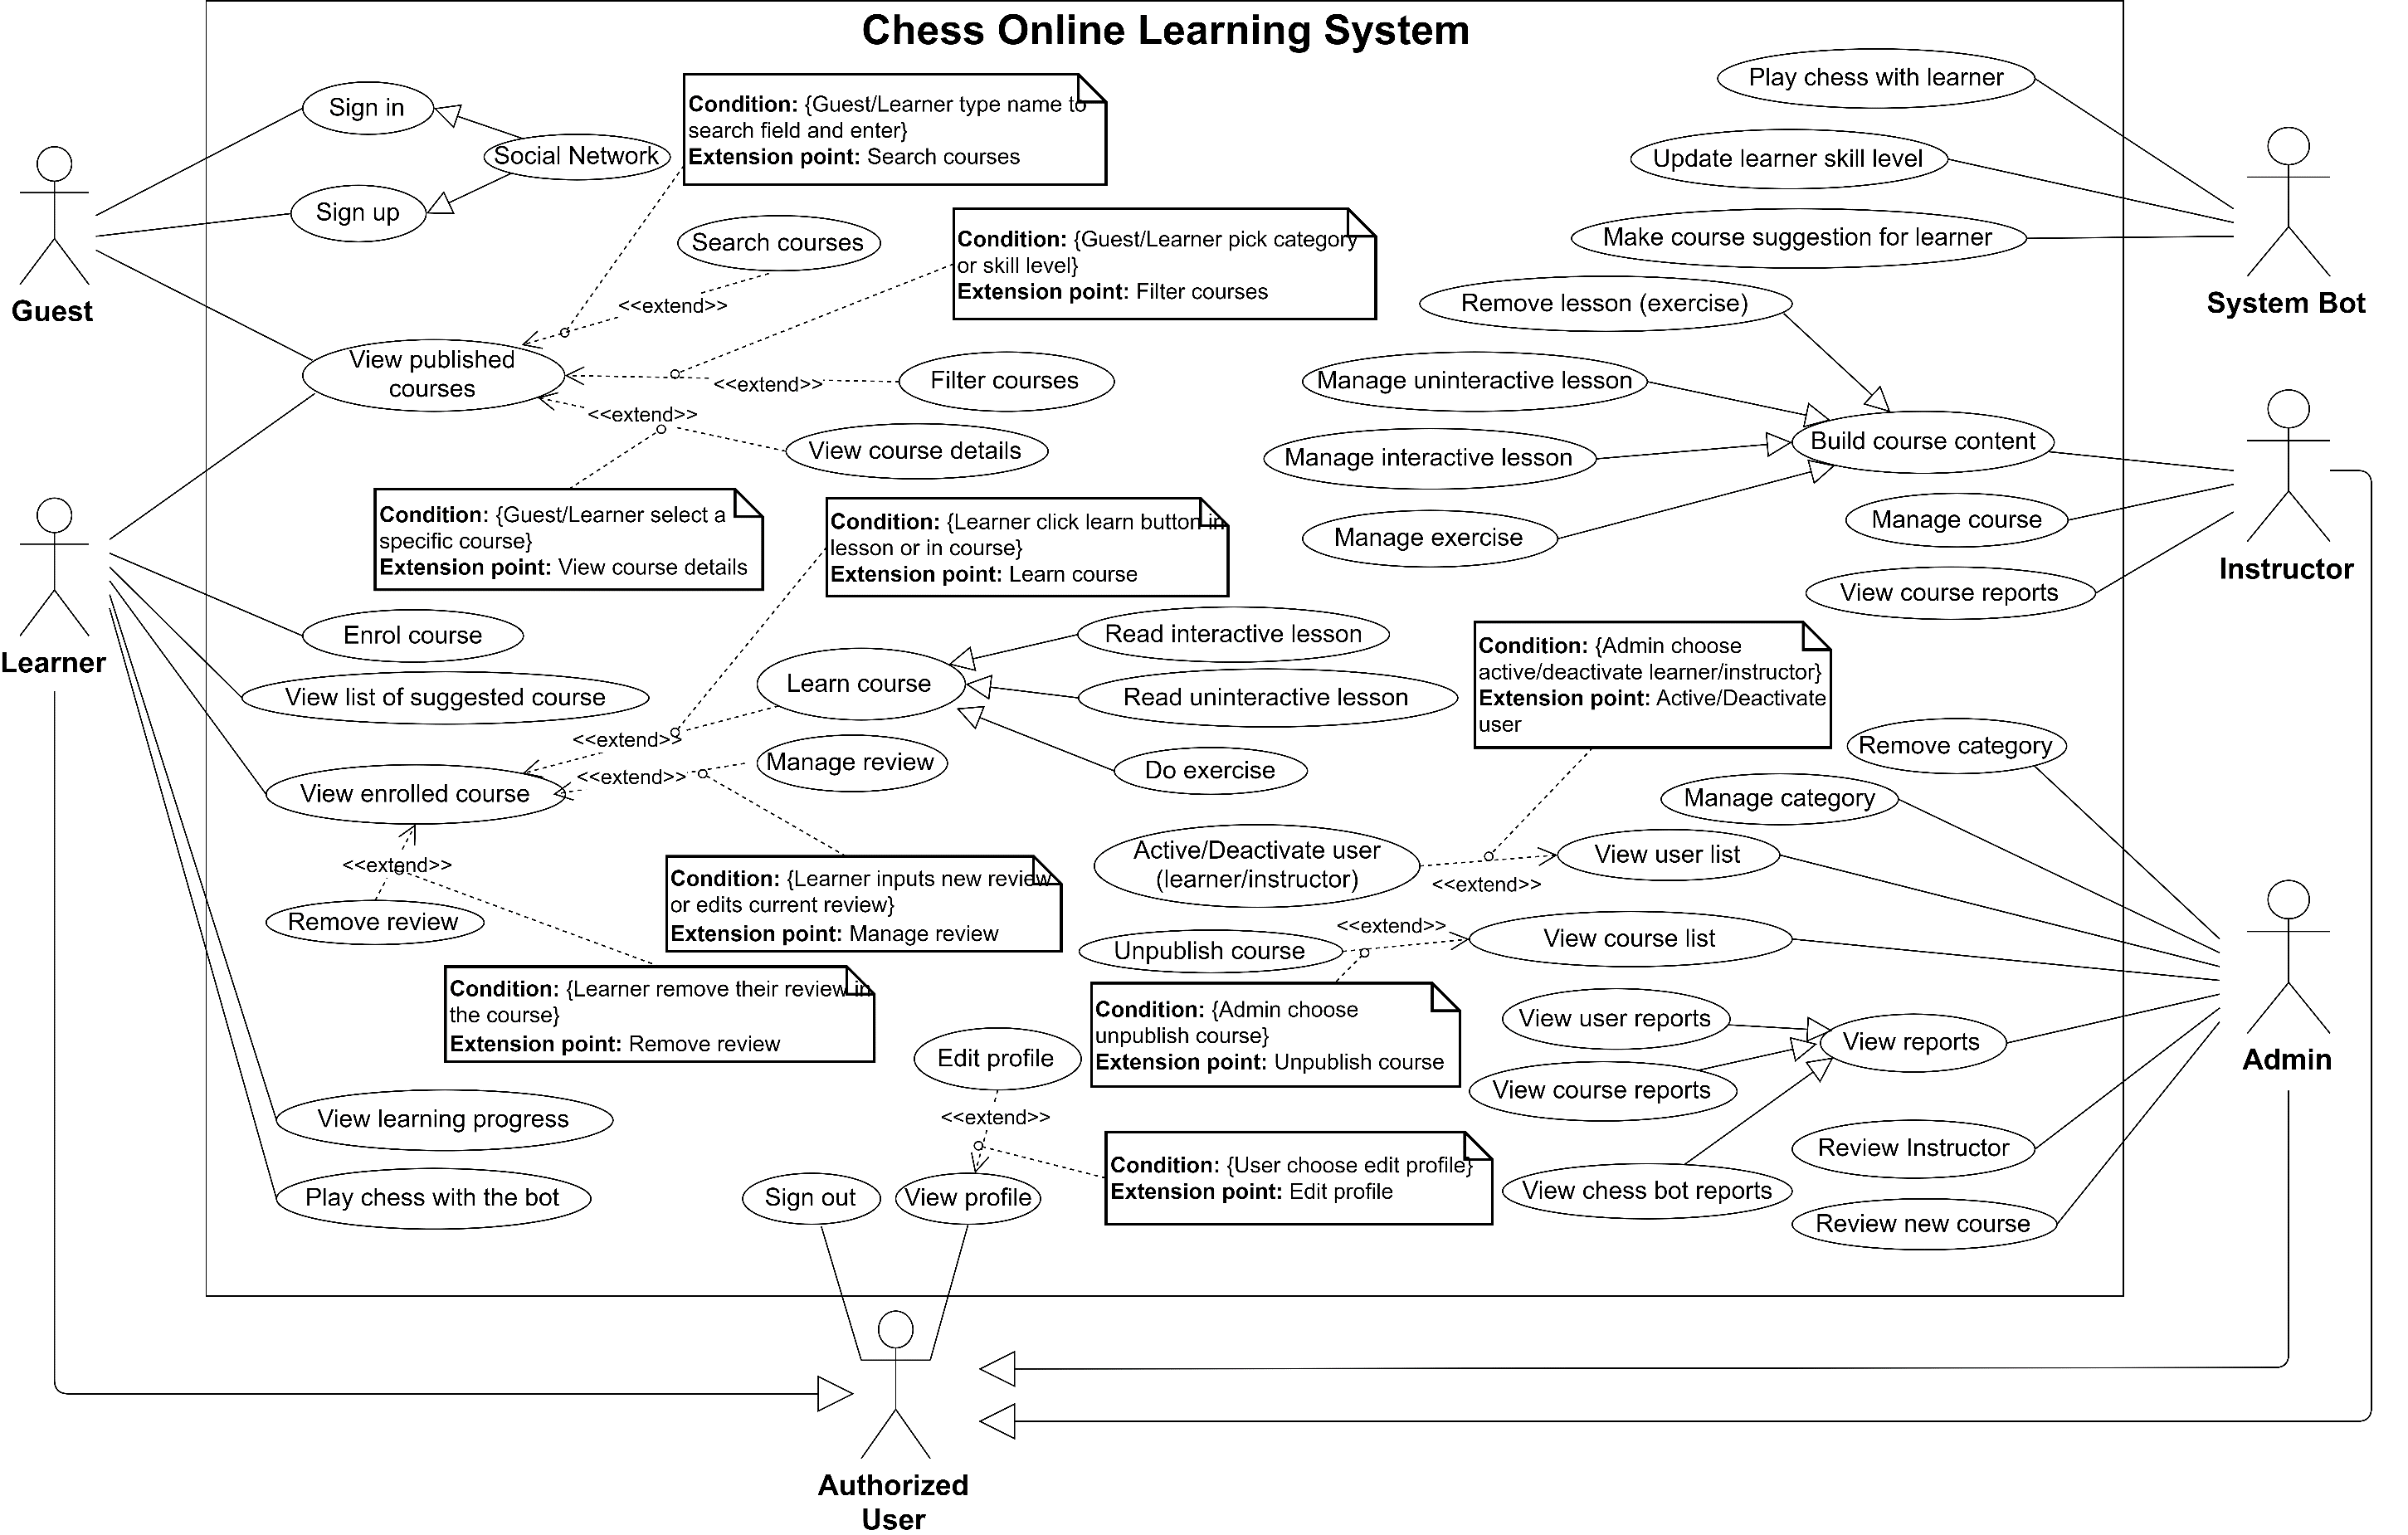 Chess Online Learning System
Sign in
Social Network
Sign up
Guest
Condition: {Guest/Learner type name to
search field and enter}
Extension point: Search courses
Search courses
<<extend>>
Condition: {Guest/Learner pick category
or skill level}
Extension point: Filter courses
View published
courses
<<extend>>
Filter courses
<<extend>>
View course details
Condition: {Guest/Learner select a
specific course}
Extension point: View course details
Condition: {Learner click learn button in
lesson or in course}
Extension point: Learn course
Play chess with learner
Update learner skill level
Make course suggestion for learner
System Bot
Remove lesson (exercise)
Manage uninteractive lesson
Manage interactive lesson
Manage exercise
Build course content
Manage course
View course reports
Instructor
Learner
Enrol course
View list of suggested course
Learn course
Read interactive lesson
Read uninteractive lesson
Do exercise
<<extend>>
<<extend>>
Manage review
View enrolled course
<<extend>>
Remove review
Condition: {Learner inputs new review
or edits current review}
Extension point: Manage review
Condition: {Learner remove their review in
the course}
Extension point: Remove review
View learning progress
Play chess with the bot
Condition: {Admin choose
active/deactivate learner/instructor}
Extension point: Active/Deactivate
user
Remove category
Manage category
Active/Deactivate user
(learner/instructor)
<<extend>>
View user list
<<extend>>
Unpublish course
View course list
Condition: {Admin choose
unpublish course}
Extension point: Unpublish course
View user reports
View course reports
View chess bot reports
View reports
Review Instructor
Review new course
Admin
Edit profile
<<extend>>
Condition: {User choose edit profile}
Extension point: Edit profile
Sign out
View profile
Authorized
User